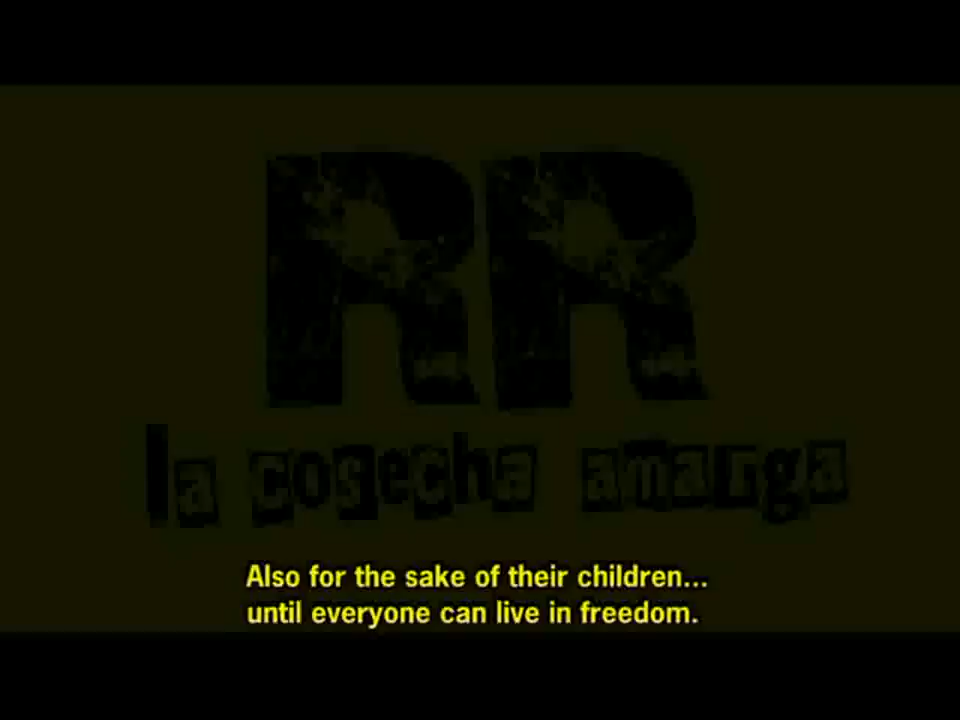 RR
la cosecha amarga
Also for the sake of their children...
until everyone can live in freedom.